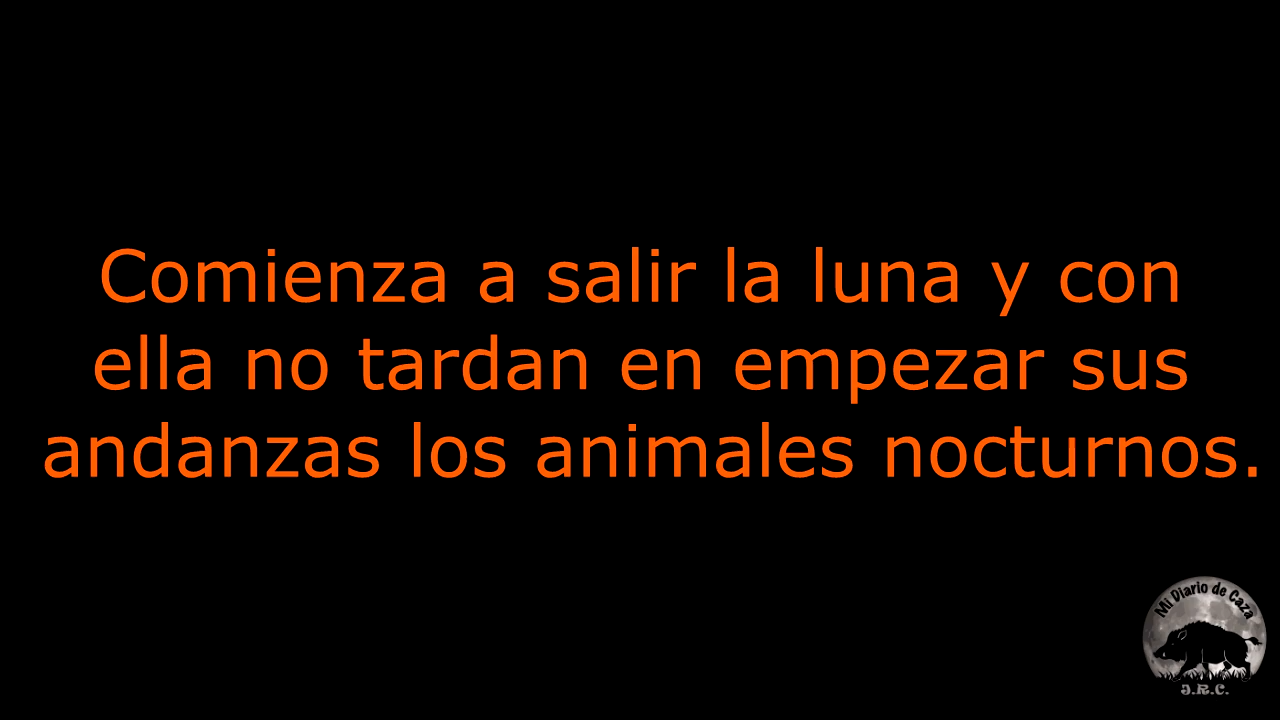 Comienza a salir la luna y con
ella no tardan en empezar sus
andanzas los animales nocturnos.
Mi Diario de Caza
J.R.C.